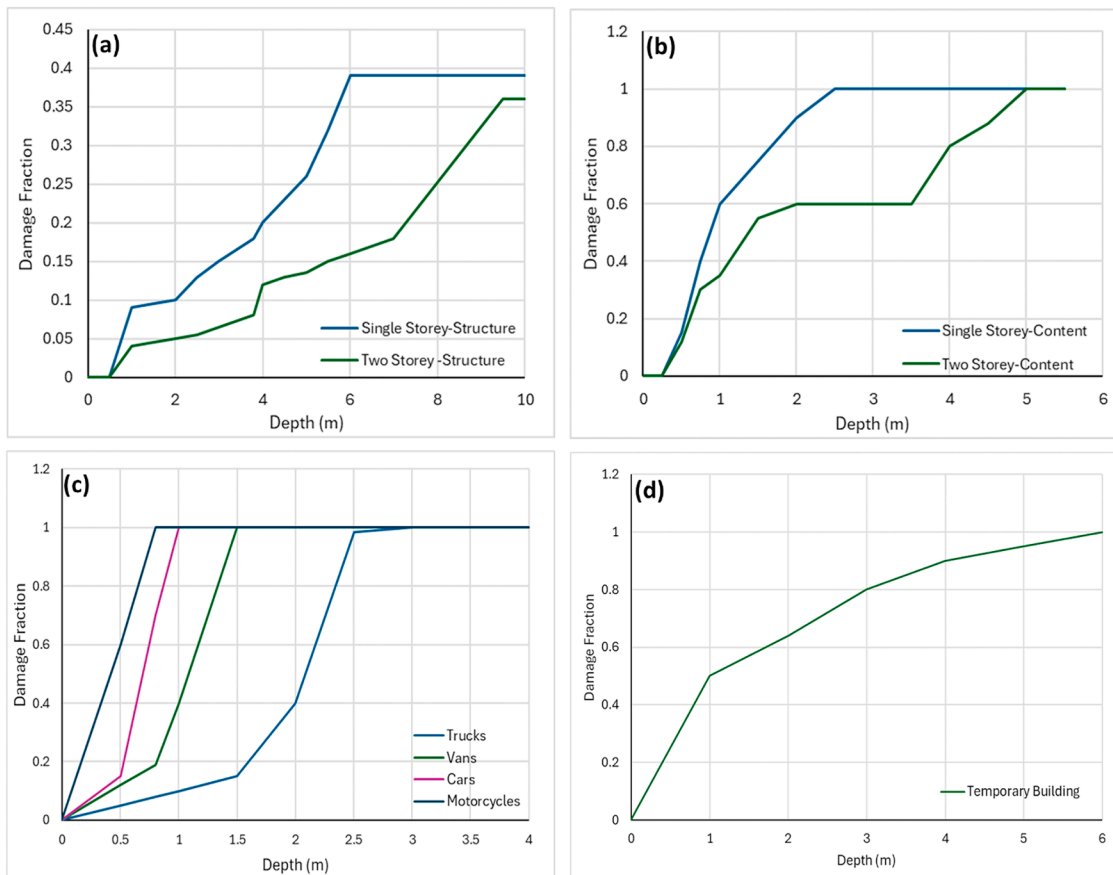 (a)
0.45
0.4
0.35
0.3
0.25
0.2
0.15
0.1
0.05
0
Damage Fraction
Single Storey-Structure
Two Storey -Structure
0 2 4 6 8 10
Depth (m)
(b)
1.2
1
0.8
0.6
0.4
0.2
0
Damage Fraction
Single Storey-Content
Two Storey-Content
0 1 2 3 4 5 6
Depth (m)
(c)
1.2
1
0.8
0.6
0.4
0.2
0
Damage Fraction
Trucks
Vans
Cars
Motorcycles
0 0.5 1 1.5 2 2.5 3 3.5 4
Depth (m)
(d)
1.2
1
0.8
0.6
0.4
0.2
0
Damage Fraction
Temporary Building
0 1 2 3 4 5 6
Depth (m)